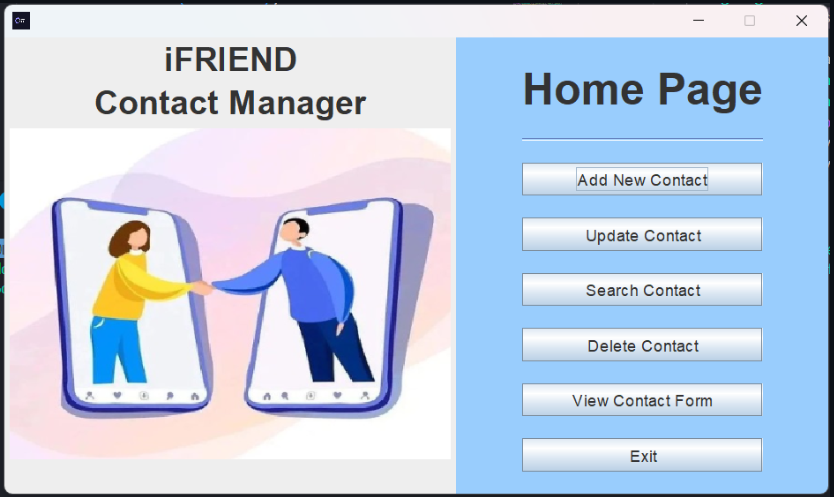 iFRIEND
Contact Manager
Home Page
Add New Contact
Update Contact
Search Contact
Delete Contact
View Contact Form
Exit